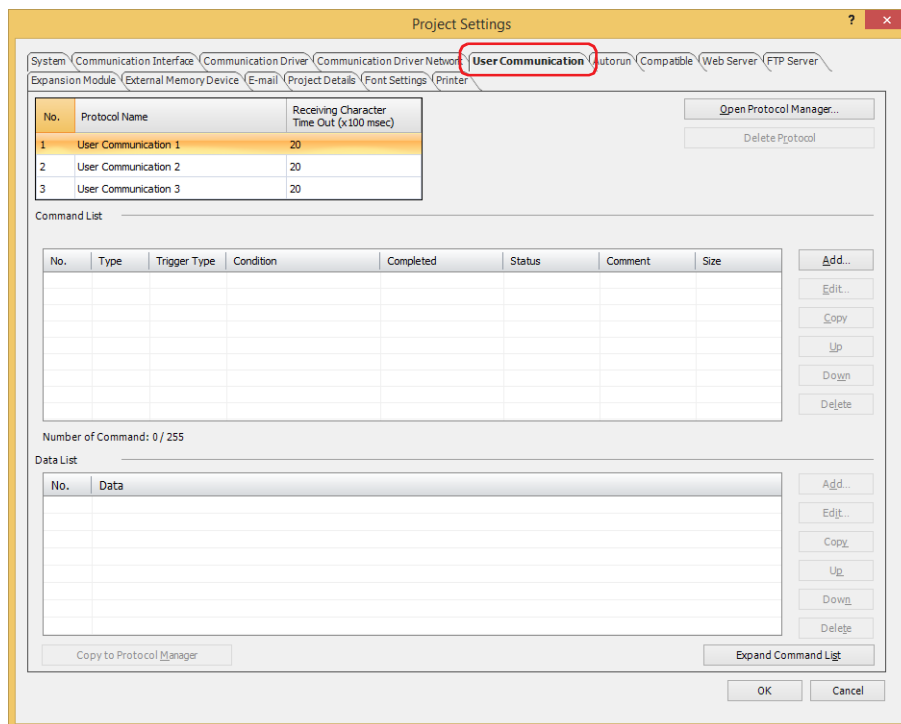 Project Settings ? ×
System Communication Interface Communication Driver Communication Driver Network User Communication Autorun Compatible Web Server FTP Server
Expansion Module External Memory Device E-mail Project Details Font Settings Printer
No. Protocol Name Receiving Character Time Out (x100 msec)
Open Protocol Manager...
1 User Communication 1 20
Delete Protocol
2 User Communication 2 20
3 User Communication 3 20
Command List
No. Type Trigger Type Condition Completed Status Comment Size
Add...
Edit...
Copy
Up
Down
Delete
Number of Command: 0 / 255
Data List
No. Data
Add...
Edit...
Copy
Up
Down
Delete
Copy to Protocol Manager
Expand Command List
OK Cancel